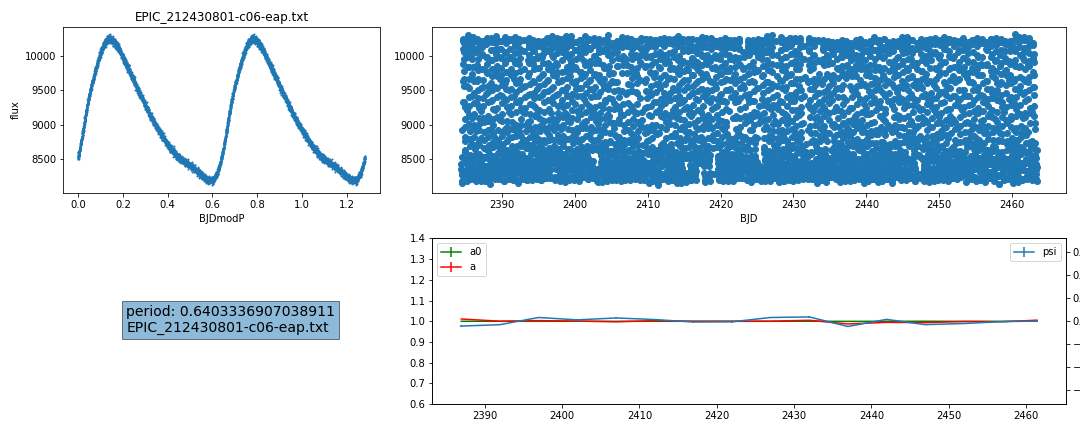 EPIC_212430801-c06-eap.txt
flux
10000
9500
9000
8500
0.0 0.2 0.4 0.6 0.8 1.0 1.2
BJDmodP
10000
9500
9000
8500
2390 2400 2410 2420 2430 2440 2450 2460
BJD
period: 0.6403336907038911
EPIC_212430801-c06-eap.txt
1.4
1.3
1.2
1.1
1.0
0.9
0.8
0.7
0.6
a0
a
psi
2390 2400 2410 2420 2430 2440 2450 2460